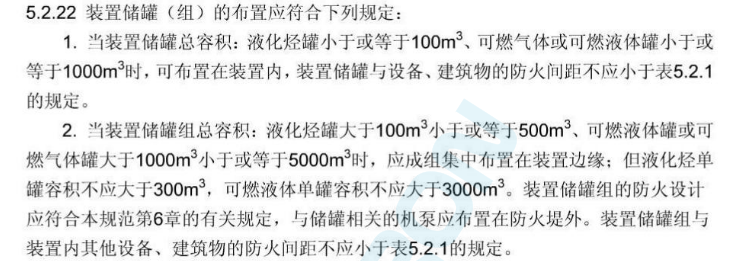 5.2.22 装置储罐（组）的布置应符合下列规定：
1. 当装置储罐总容积：液化烃罐小于或等于100m³、可燃气体或可燃液体罐小于或
等于1000m³时，可布置在装置内，装置储罐与设备、建筑物的防火间距不应小于表5.2.1
的规定。
2. 当装置储罐组总容积：液化烃罐大于100m³小于或等于500m³、可燃液体罐或可
燃气体罐大于1000m³小于或等于5000m³时，应成组集中布置在装置边缘；但液化烃单
罐容积不应大于300m³，可燃液体单罐容积不应大于3000m³。装置储罐组的防火设计
应符合本规范第6章的有关规定，与储罐相关的机泵应布置在防火堤外。装置储罐组与
装置内其他设备、建筑物的防火间距不应小于表5.2.1的规定。